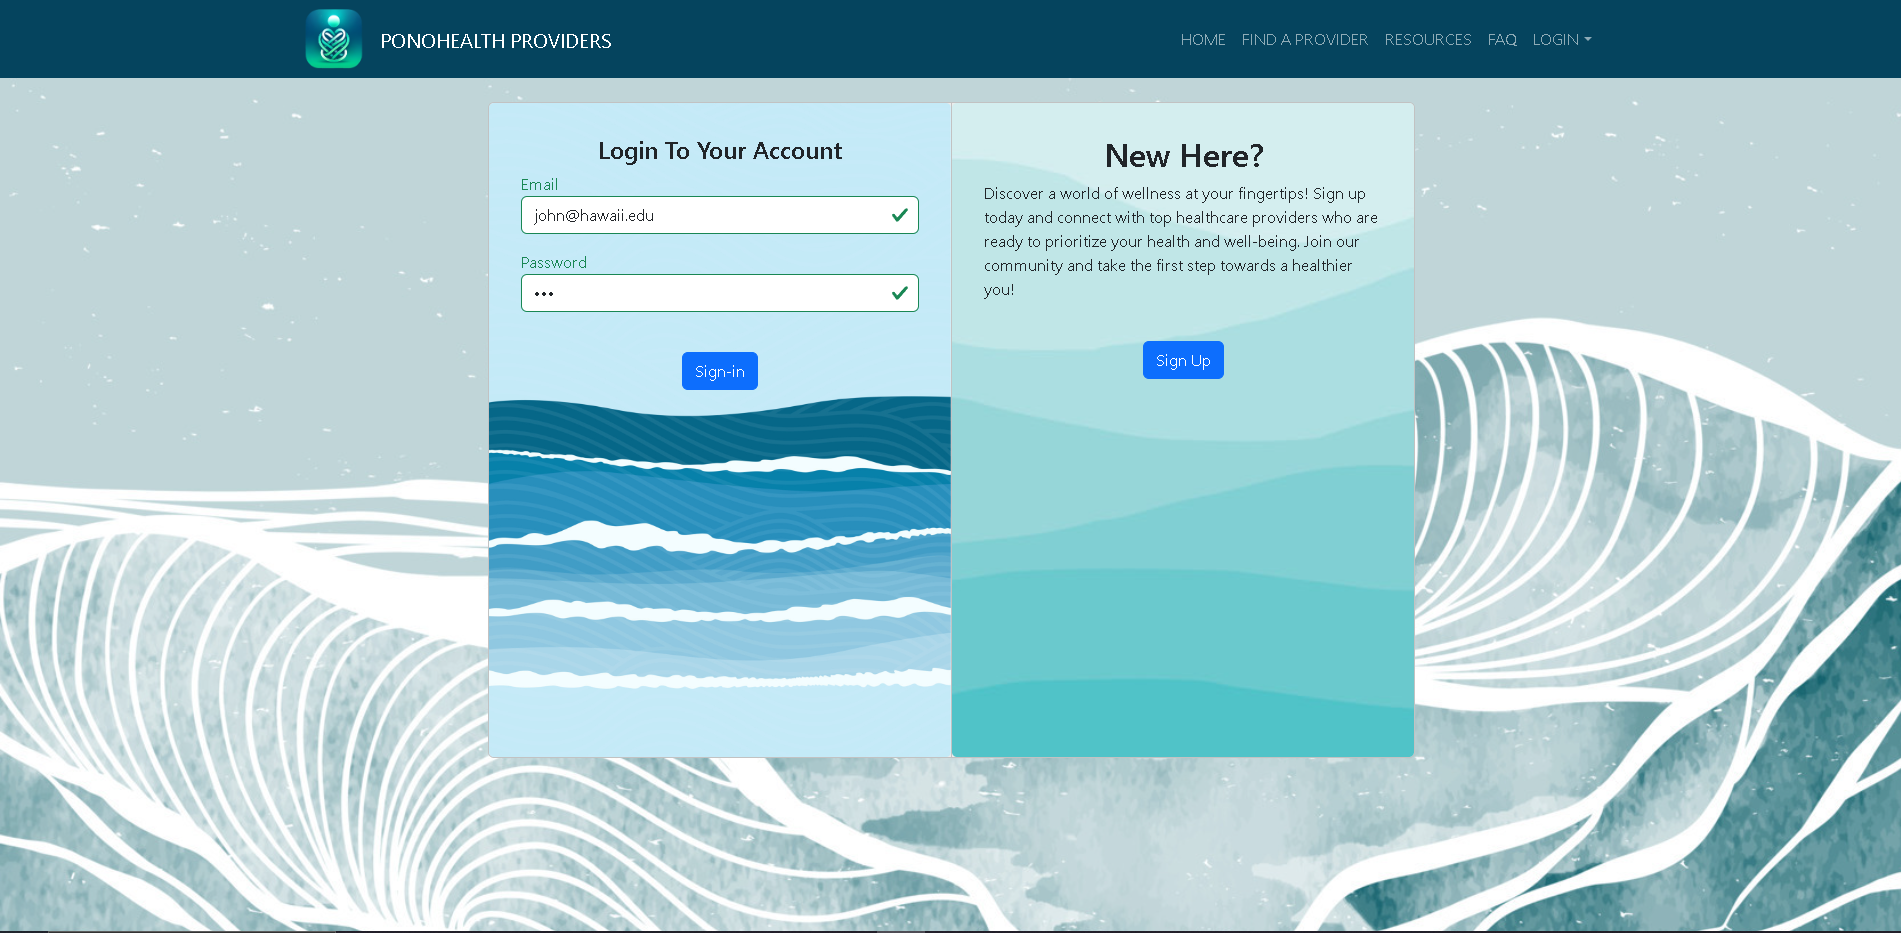 PONOHEALTH PROVIDERS
HOME FIND A PROVIDER RESOURCES FAQ LOGIN
Login To Your Account
Email
john@hawaii.edu
Password
•••
Sign-in
New Here?
Discover a world of wellness at your fingertips! Sign up
today and connect with top healthcare providers who are
ready to prioritize your health and well-being. Join our
community and take the first step towards a healthier
you!
Sign Up